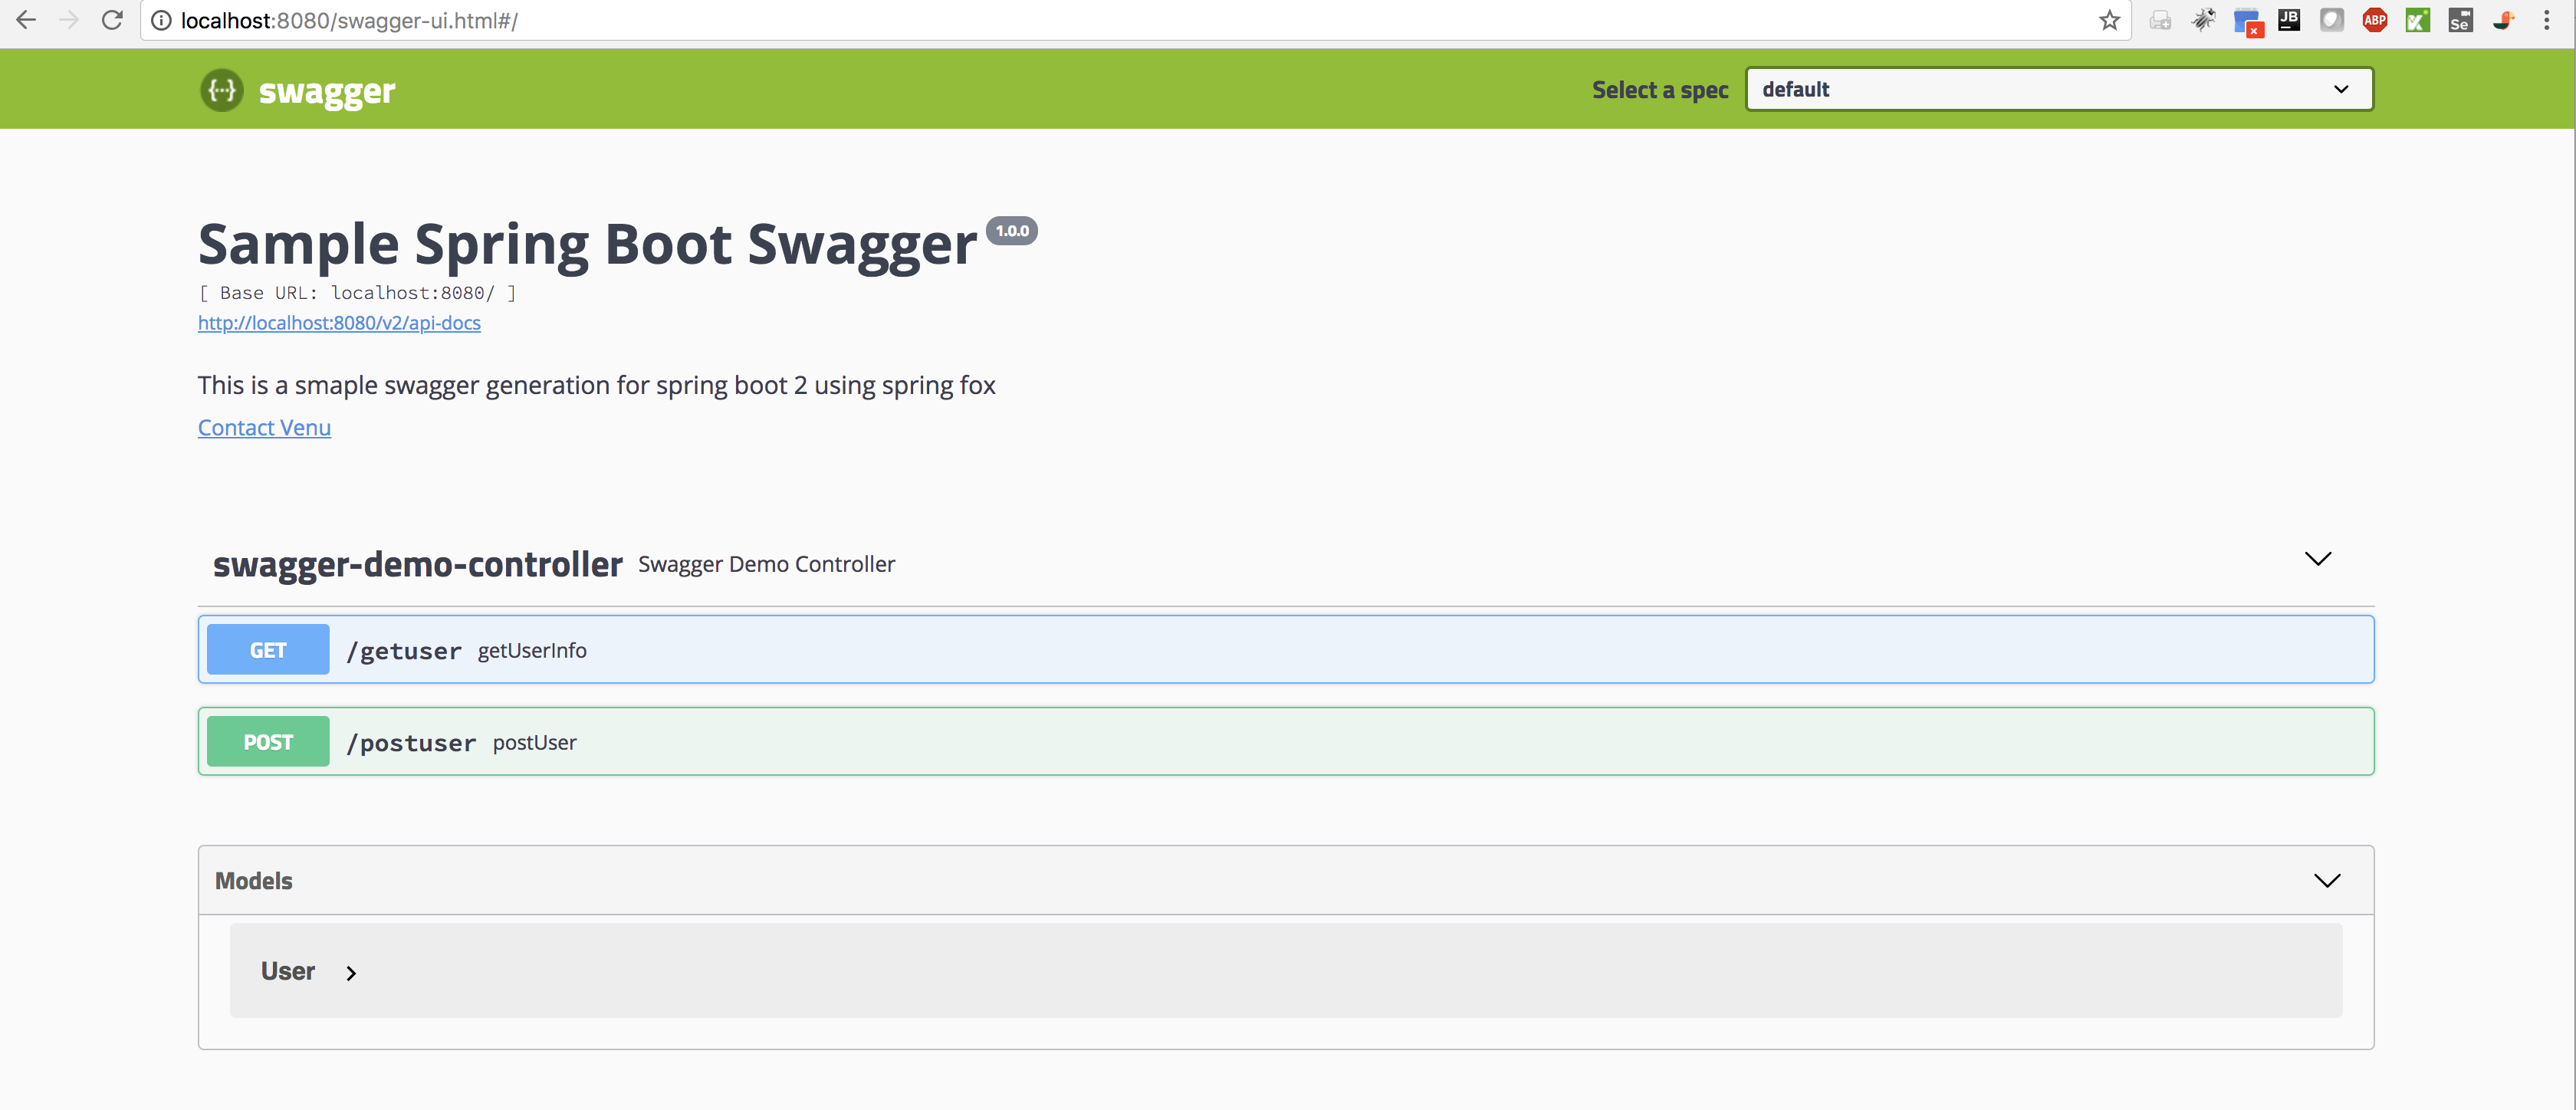 localhost:8080/swagger-ui.html#/
JB
ABP
K
Se
{···} swagger
Select a spec default
Sample Spring Boot Swagger 1.0.0
[ Base URL: localhost:8080/ ]
http://localhost:8080/v2/api-docs
This is a smaple swagger generation for spring boot 2 using spring fox
Contact Venu
swagger-demo-controller Swagger Demo Controller
GET /getuser getUserInfo
POST /postuser postUser
Models
User